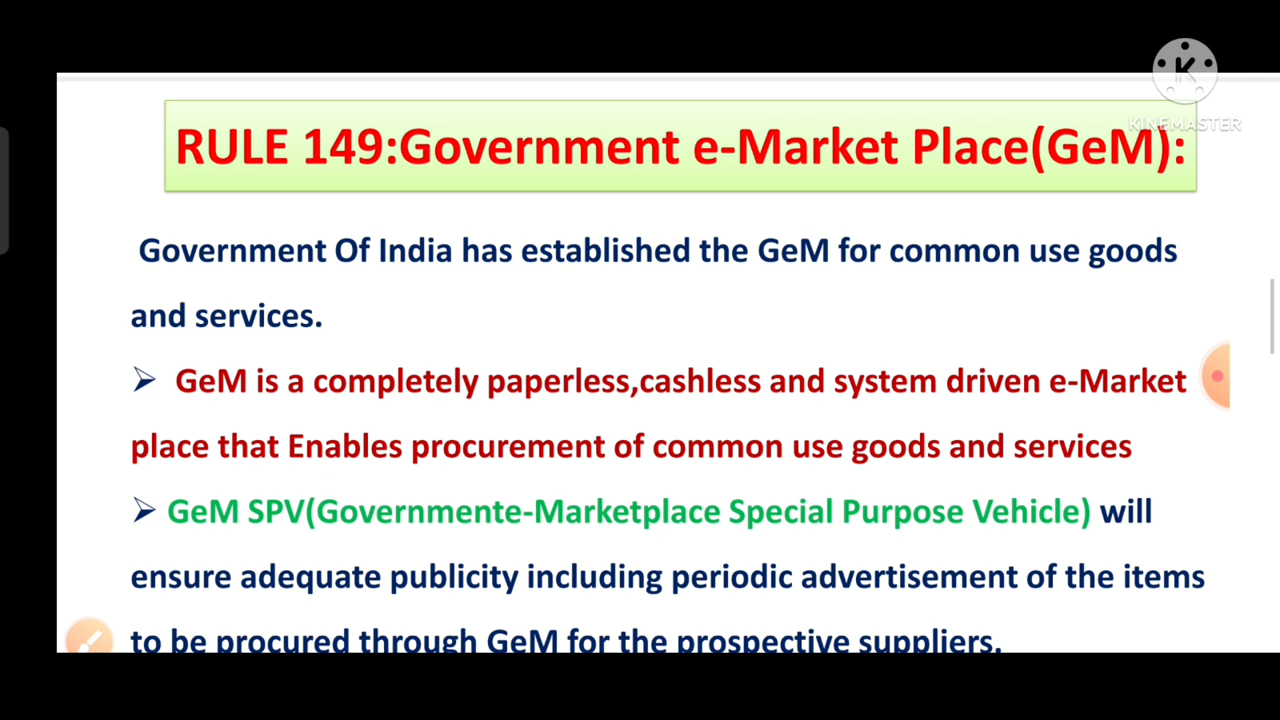 K
KINEMASTER
RULE 149:Government e-Market Place(GeM):
Government Of India has established the GeM for common use goods
and services.
➢ GeM is a completely paperless,cashless and system driven e-Market
place that Enables procurement of common use goods and services
➢ GeM SPV(Governmente-Marketplace Special Purpose Vehicle) will
ensure adequate publicity including periodic advertisement of the items
to be procured through GeM for the prospective suppliers.